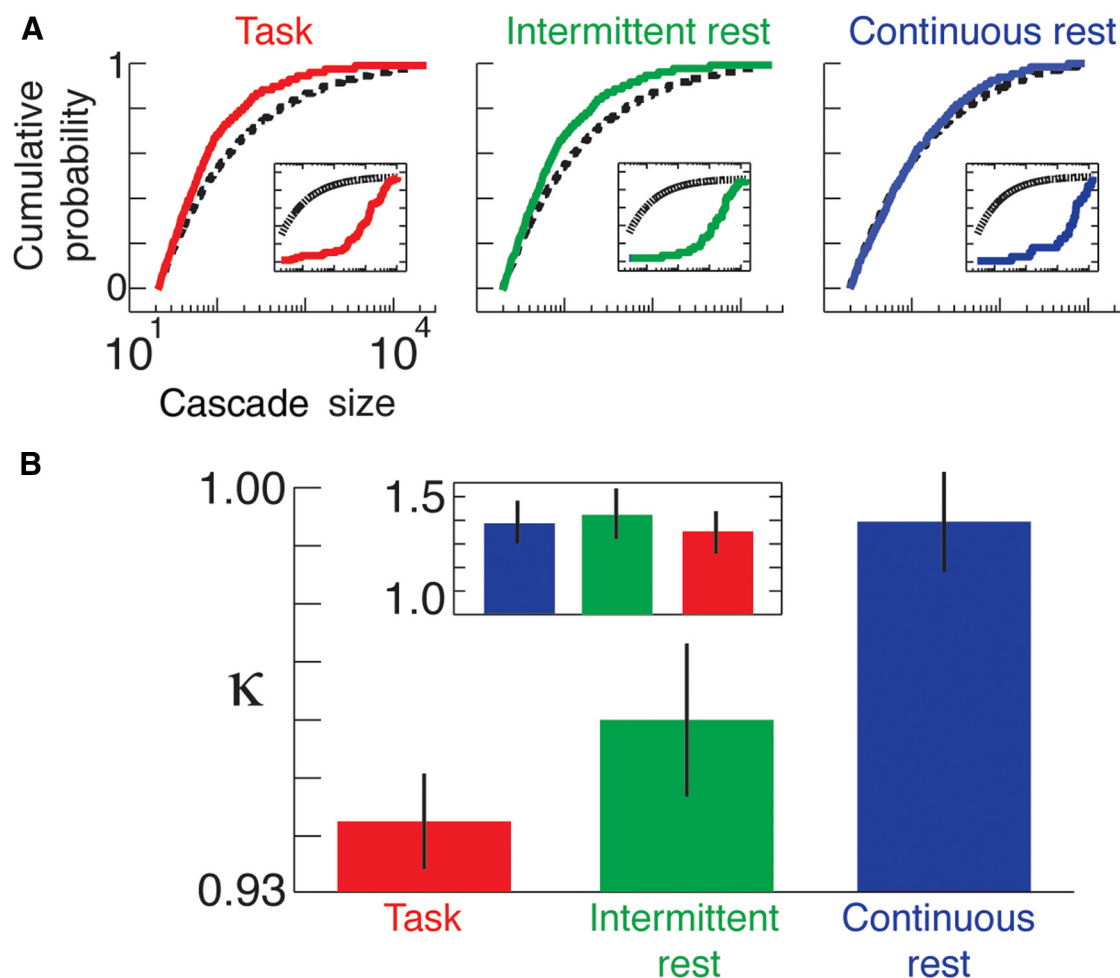 A
Task
Intermittent rest
Continuous rest
Cumulative
probability
1
0
10^1
10^4
Cascade size
B
κ
1.00
0.93
1.5
1.0
Task
Intermittent
rest
Continuous
rest